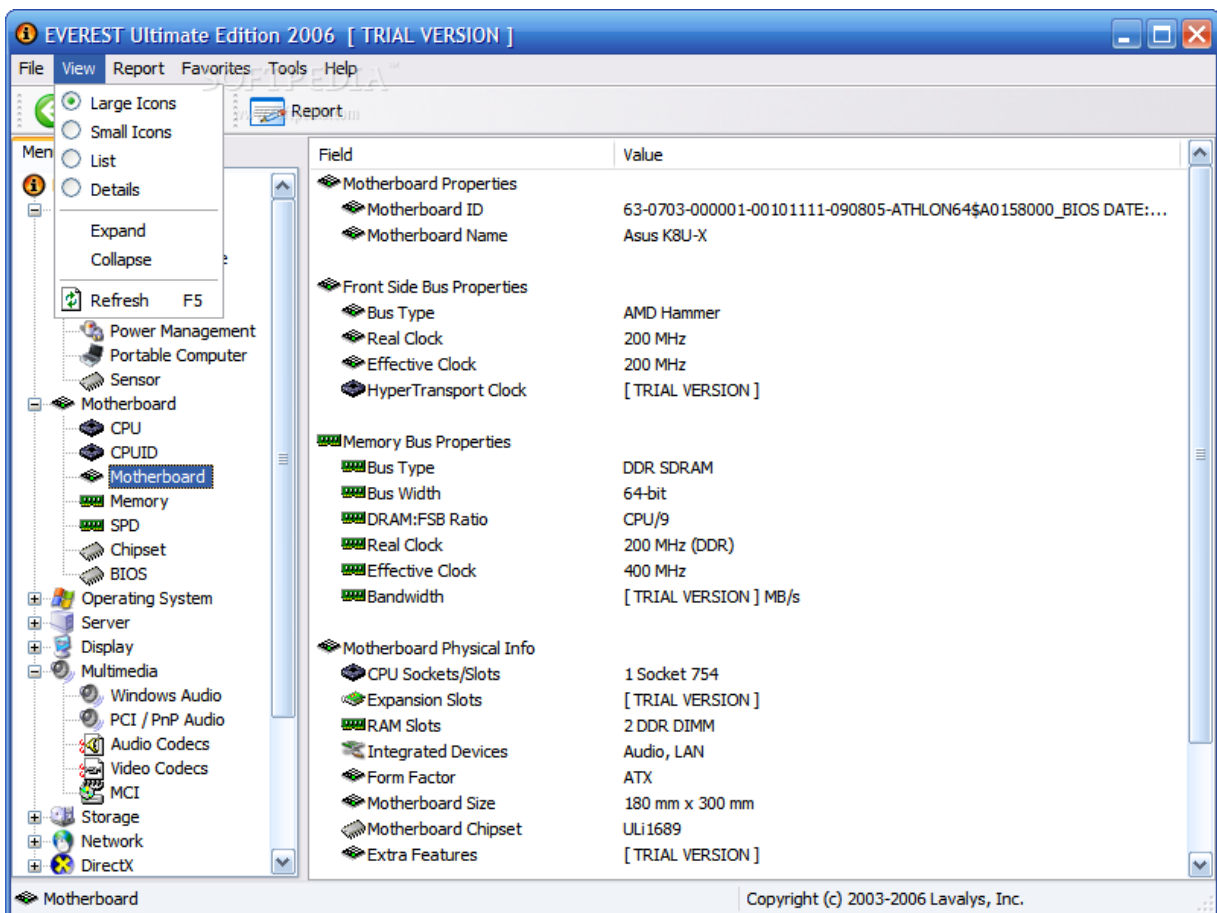 EVEREST Ultimate Edition 2006 [ TRIAL VERSION ]
File View Report Favorites Tools Help
SOFTPEDIA™
Large Icons
Small Icons
List
Details
Expand
Collapse
Refresh F5
Report
Field Value
Power Management
Portable Computer
Sensor
Motherboard
CPU
CPUID
Motherboard
Memory
SPD
Chipset
BIOS
Operating System
Server
Display
Multimedia
Windows Audio
PCI / PnP Audio
Audio Codecs
Video Codecs
MCI
Storage
Network
DirectX
Motherboard Properties
Motherboard ID 63-0703-000001-00101111-090805-ATHLON64$A0158000_BIOS DATE:...
Motherboard Name Asus K8U-X
Front Side Bus Properties
Bus Type AMD Hammer
Real Clock 200 MHz
Effective Clock 200 MHz
HyperTransport Clock [ TRIAL VERSION ]
Memory Bus Properties
Bus Type DDR SDRAM
Bus Width 64-bit
DRAM:FSB Ratio CPU/9
Real Clock 200 MHz (DDR)
Effective Clock 400 MHz
Bandwidth [ TRIAL VERSION ] MB/s
Motherboard Physical Info
CPU Sockets/Slots 1 Socket 754
Expansion Slots [ TRIAL VERSION ]
RAM Slots 2 DDR DIMM
Integrated Devices Audio, LAN
Form Factor ATX
Motherboard Size 180 mm x 300 mm
Motherboard Chipset ULi1689
Extra Features [ TRIAL VERSION ]
Motherboard
Copyright (c) 2003-2006 Lavalys, Inc.